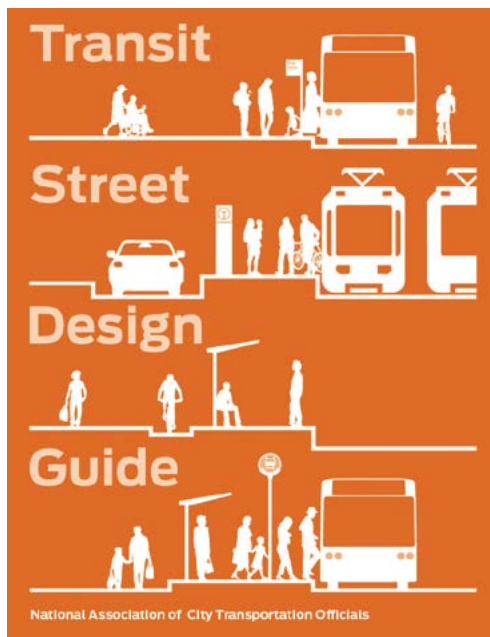 Transit
Street
Design
Guide
National Association of City Transportation Officials